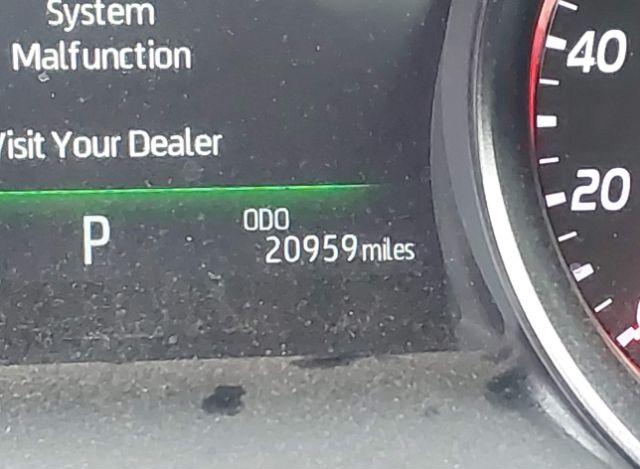 System
Malfunction
Visit Your Dealer
P
ODO
20959 miles
40
20